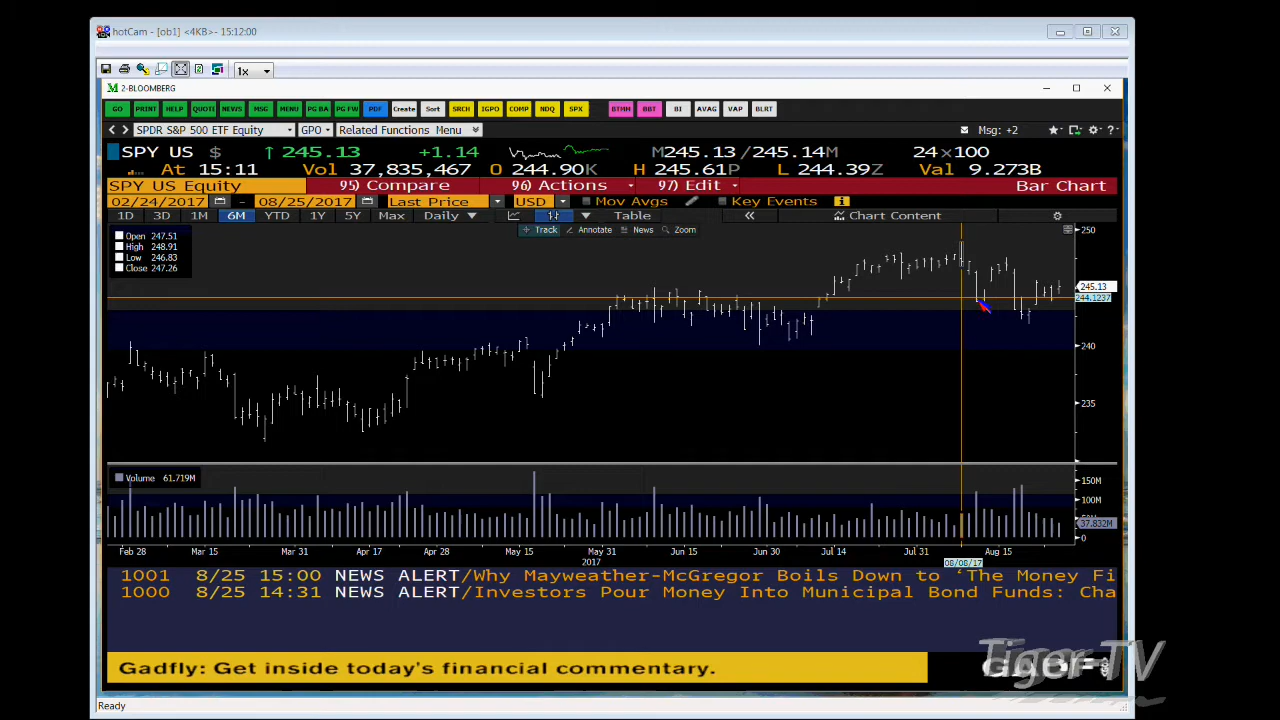 hotCam - [ob1] <4KB> - 15:12:00
1x
2-BLOOMBERG
GO PRINT HELP QUOTE NEWS MSG MENU PG BA PG FW PDF Create Sort SRCH IGPO COMP NDQ SPX BTMH BBT BI AVAG VAP BLRT
SPDR S&P 500 ETF Equity GPO Related Functions Menu Msg: +2
SPY US $ ↑ 245.13 +1.14 M245.13 /245.14M 24x100
At 15:11 Vol 37,835,467 O 244.90K H 245.61P L 244.39Z Val 9.273B
SPY US Equity 95) Compare 96) Actions 97) Edit Bar Chart
02/24/2017 - 08/25/2017 Last Price USD Mov Avgs Key Events
1D 3D 1M 6M YTD 1Y 5Y Max Daily ▼ Table « Chart Content
Track Annotate News Zoom
Open 247.51
High 248.91
Low 246.83
Close 247.26
250
245.13
244.1237
240
235
Volume 61.719M
150M
100M
37.832M
0
Feb 28 Mar 15 Mar 31 Apr 17 Apr 28 May 15 May 31 Jun 15 Jun 30 Jul 14 Jul 31 Aug 15
2017 08/08/17
1001 8/25 15:00 NEWS ALERT/Why Mayweather-McGregor Boils Down to ‘The Money Fi
1000 8/25 14:31 NEWS ALERT/Investors Pour Money Into Municipal Bond Funds: Cha
Gadfly: Get inside today's financial commentary.
Tiger-TV
Ready